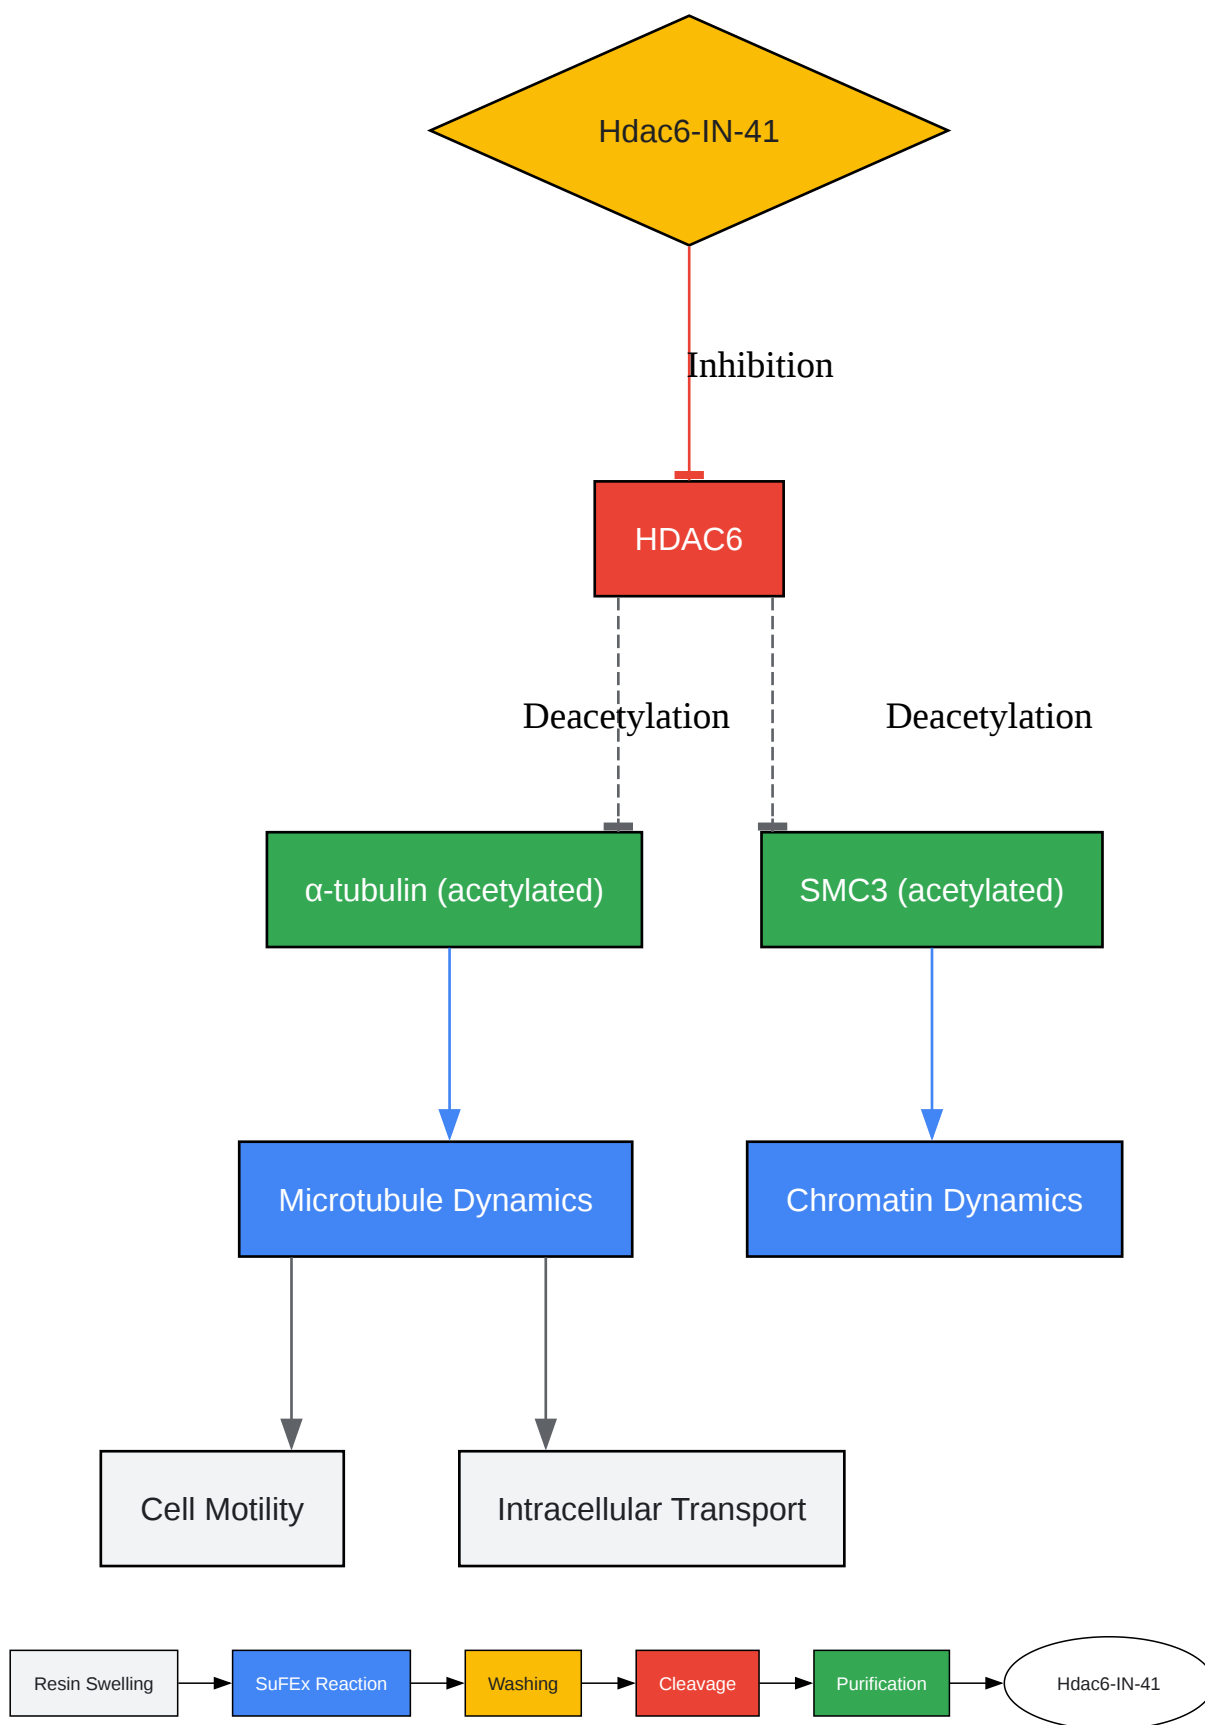 Hdac6-IN-41
Inhibition
HDAC6
Deacetylation
Deacetylation
α-tubulin (acetylated)
SMC3 (acetylated)
Microtubule Dynamics
Chromatin Dynamics
Cell Motility
Intracellular Transport
Resin Swelling
SuFEx Reaction
Washing
Cleavage
Purification
Hdac6-IN-41